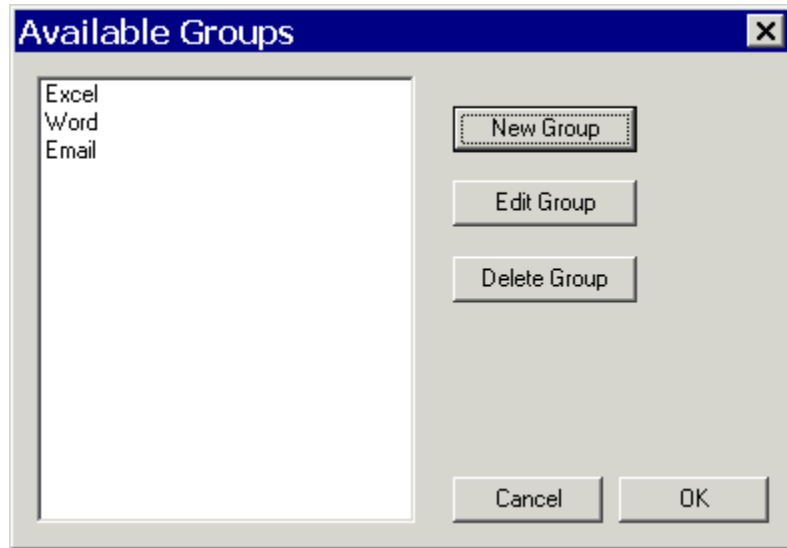 Available Groups
Excel
Word
Email
New Group
Edit Group
Delete Group
Cancel
OK